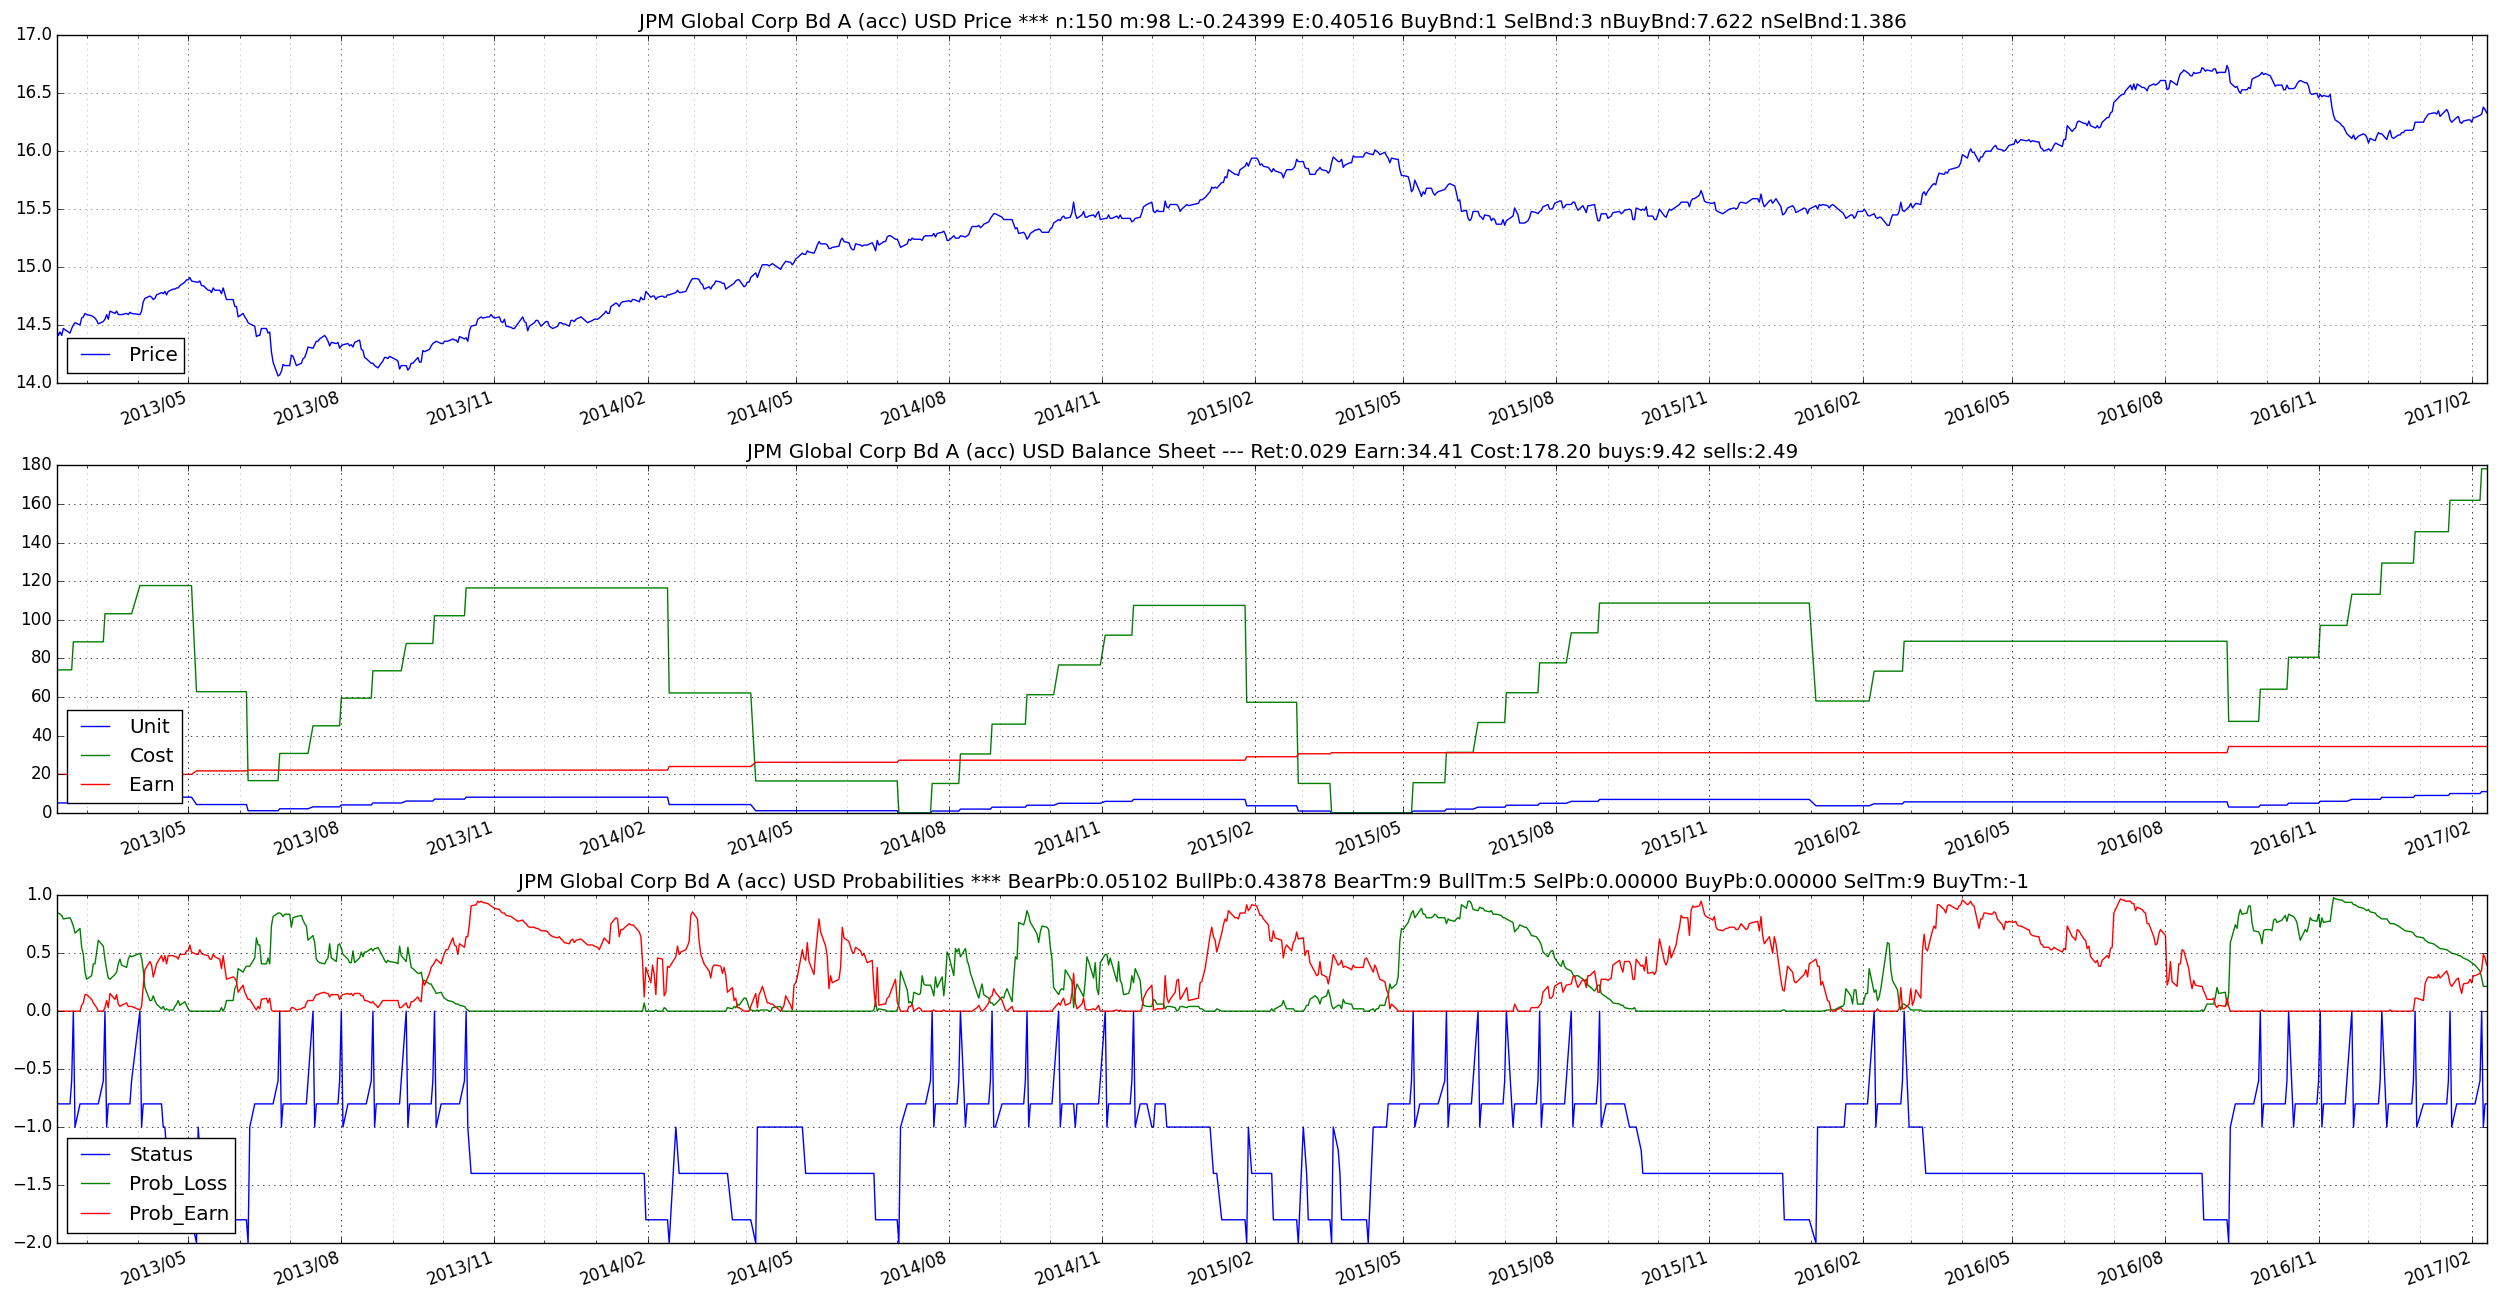 JPM Global Corp Bd A (acc) USD Price *** n:150 m:98 L:-0.24399 E:0.40516 BuyBnd:1 SelBnd:3 nBuyBnd:7.622 nSelBnd:1.386
17.0
16.5
16.0
15.5
15.0
14.5
14.0
Price
2013/05 2013/08 2013/11 2014/02 2014/05 2014/08 2014/11 2015/02 2015/05 2015/08 2015/11 2016/02 2016/05 2016/08 2016/11 2017/02
JPM Global Corp Bd A (acc) USD Balance Sheet --- Ret:0.029 Earn:34.41 Cost:178.20 buys:9.42 sells:2.49
180
160
140
120
100
80
60
40
20
0
Unit
Cost
Earn
2013/05 2013/08 2013/11 2014/02 2014/05 2014/08 2014/11 2015/02 2015/05 2015/08 2015/11 2016/02 2016/05 2016/08 2016/11 2017/02
JPM Global Corp Bd A (acc) USD Probabilities *** BearPb:0.05102 BullPb:0.43878 BearTm:9 BullTm:5 SelPb:0.00000 BuyPb:0.00000 SelTm:9 BuyTm:-1
1.0
0.5
0.0
−0.5
−1.0
−1.5
−2.0
Status
Prob_Loss
Prob_Earn
2013/05 2013/08 2013/11 2014/02 2014/05 2014/08 2014/11 2015/02 2015/05 2015/08 2015/11 2016/02 2016/05 2016/08 2016/11 2017/02